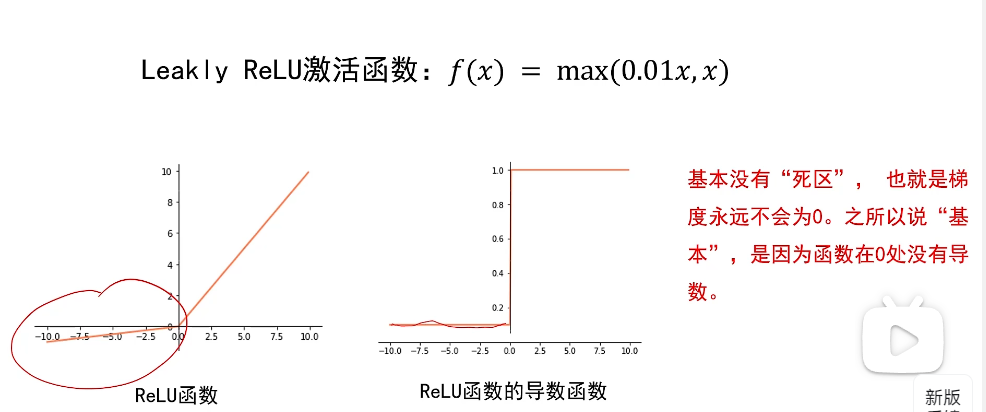 Leakly ReLU激活函数：f(x) = max(0.01x, x)
基本没有“死区”， 也就是梯
度永远不会为0。之所以说“基
本”，是因为函数在0处没有导
数。
10
8
6
4
2
0
-10.0 -7.5 -5.0 -2.5 0.0 2.5 5.0 7.5 10.0
ReLU函数
1.0
0.8
0.6
0.4
0.2
-10.0 -7.5 -5.0 -2.5 0.0 2.5 5.0 7.5 10.0
ReLU函数的导数函数
新版